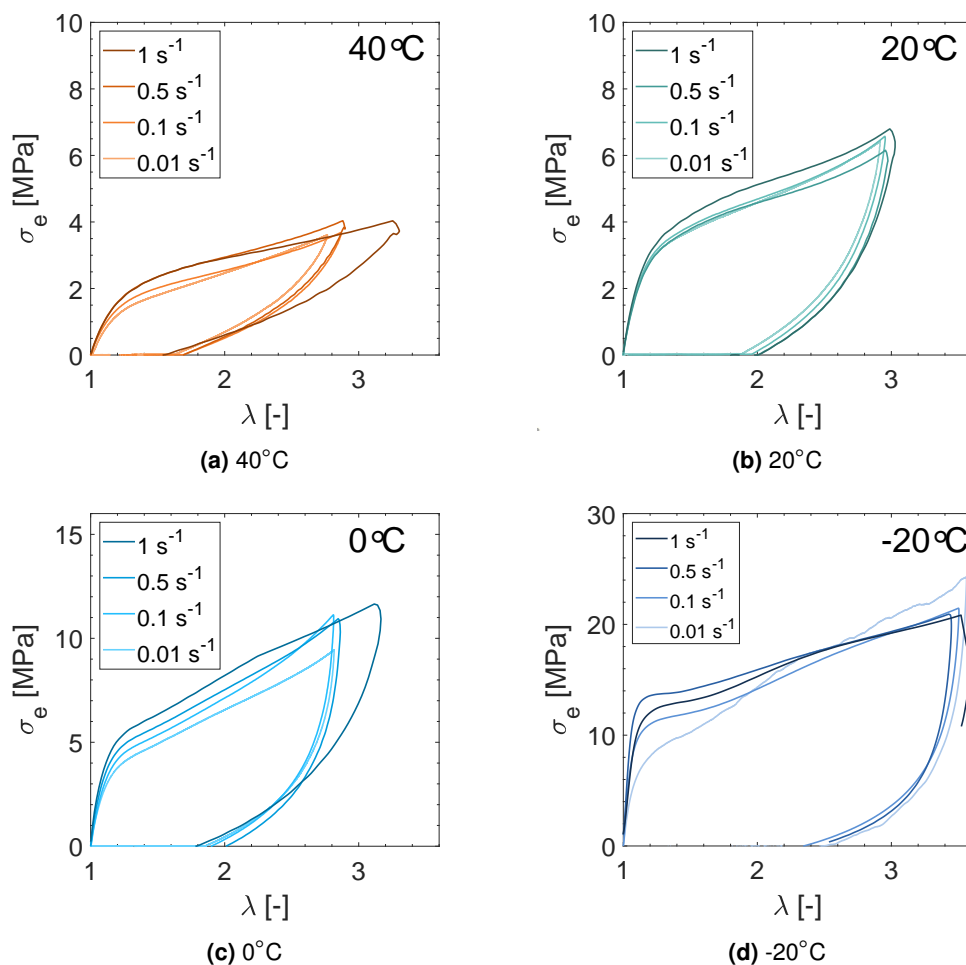 10
8
6
4
2
0
σe [MPa]
1 s-1
0.5 s-1
0.1 s-1
0.01 s-1
40°C
1 2 3
λ [-]
(a) 40°C
10
8
6
4
2
0
σe [MPa]
1 s-1
0.5 s-1
0.1 s-1
0.01 s-1
20°C
1 2 3
λ [-]
(b) 20°C
15
10
5
0
σe [MPa]
1 s-1
0.5 s-1
0.1 s-1
0.01 s-1
0°C
1 2 3
λ [-]
(c) 0°C
30
20
10
0
σe [MPa]
1 s-1
0.5 s-1
0.1 s-1
0.01 s-1
-20°C
1 2 3
λ [-]
(d) -20°C